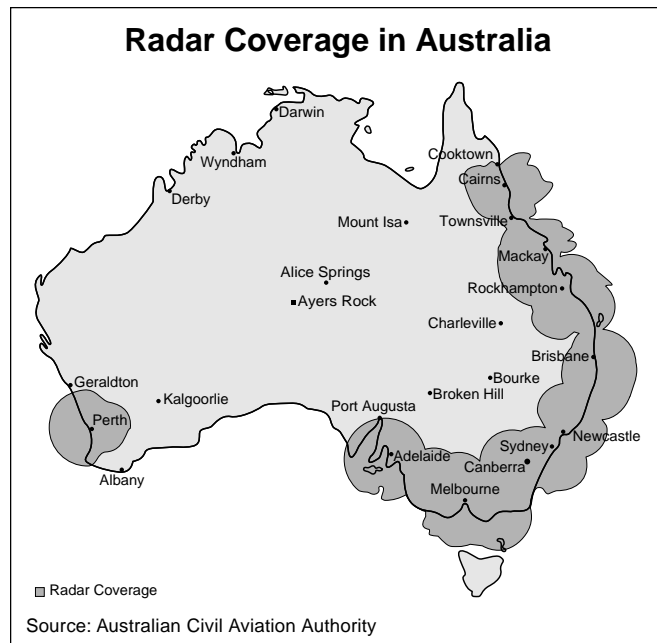 Radar Coverage in Australia
Darwin
Wyndham
Cooktown
Cairns
Derby
Mount Isa
Townsville
Mackay
Alice Springs
Rockhampton
Ayers Rock
Charleville
Brisbane
Bourke
Geraldton
Broken Hill
Kalgoorlie
Port Augusta
Perth
Newcastle
Sydney
Adelaide
Canberra
Albany
Melbourne
Radar Coverage
Source: Australian Civil Aviation Authority